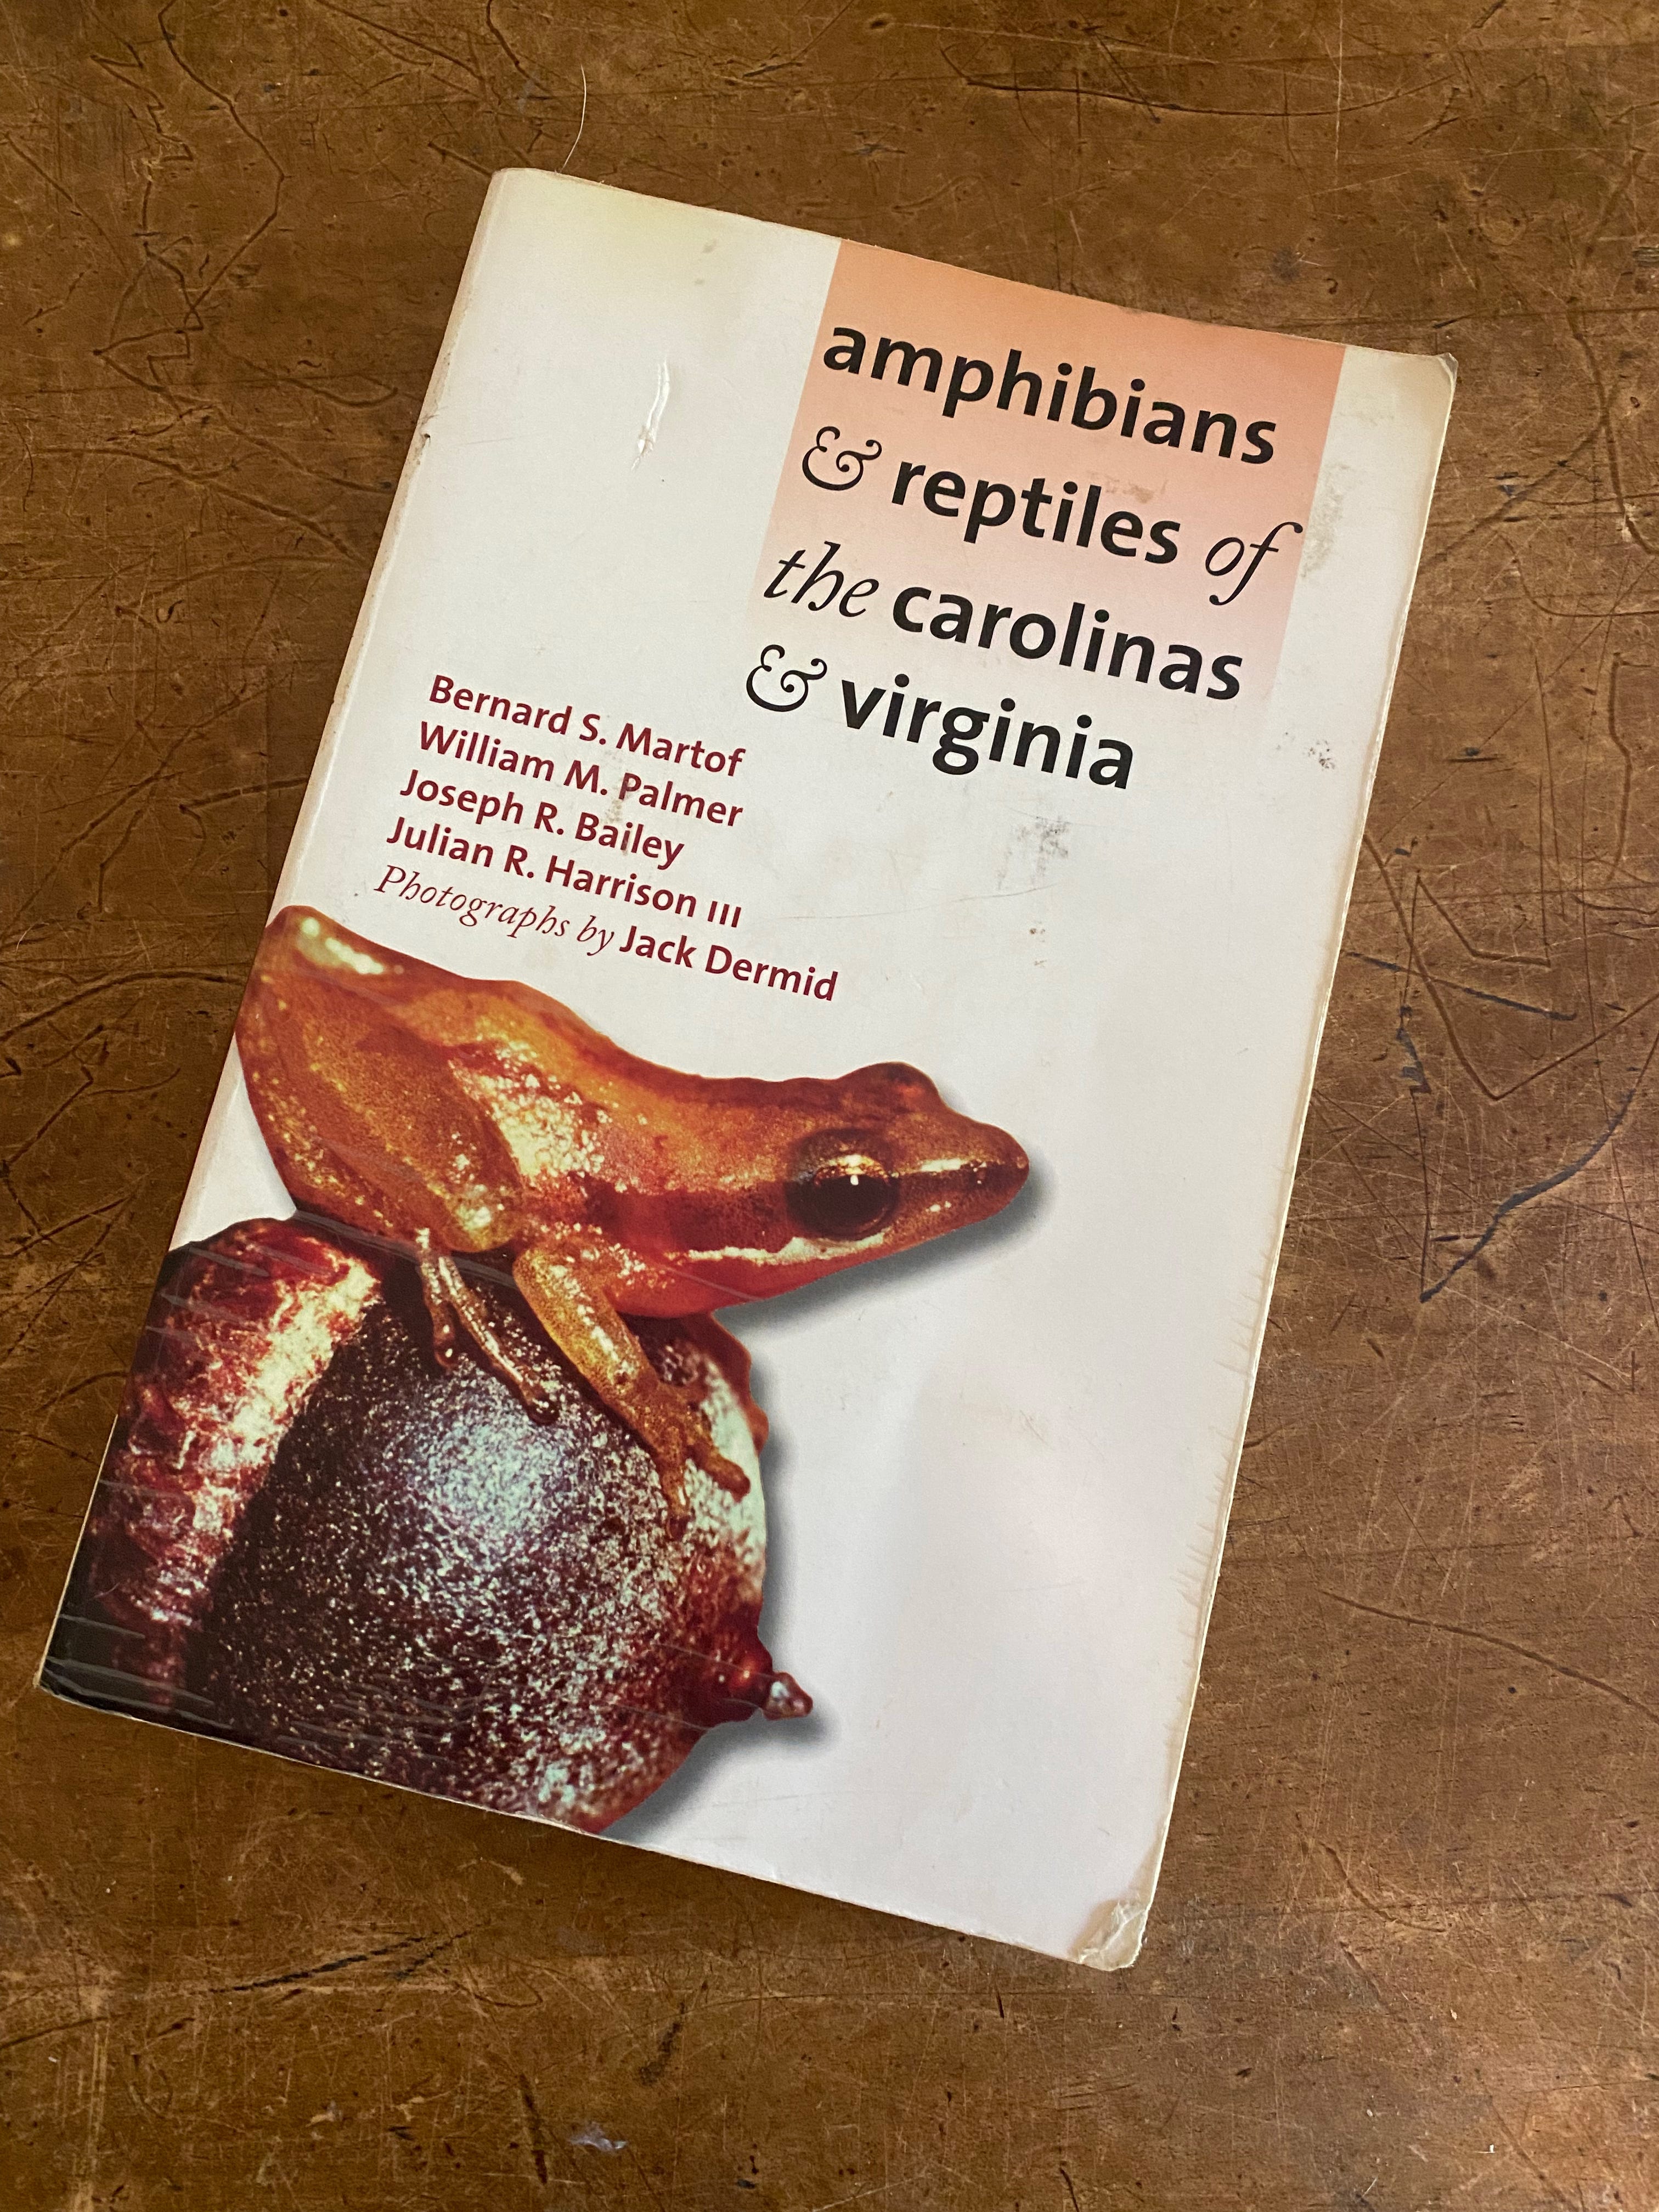 amphibians
& reptiles of
the carolinas
& virginia
Bernard S. Martof
William M. Palmer
Joseph R. Bailey
Julian R. Harrison III
Photographs by Jack Dermid